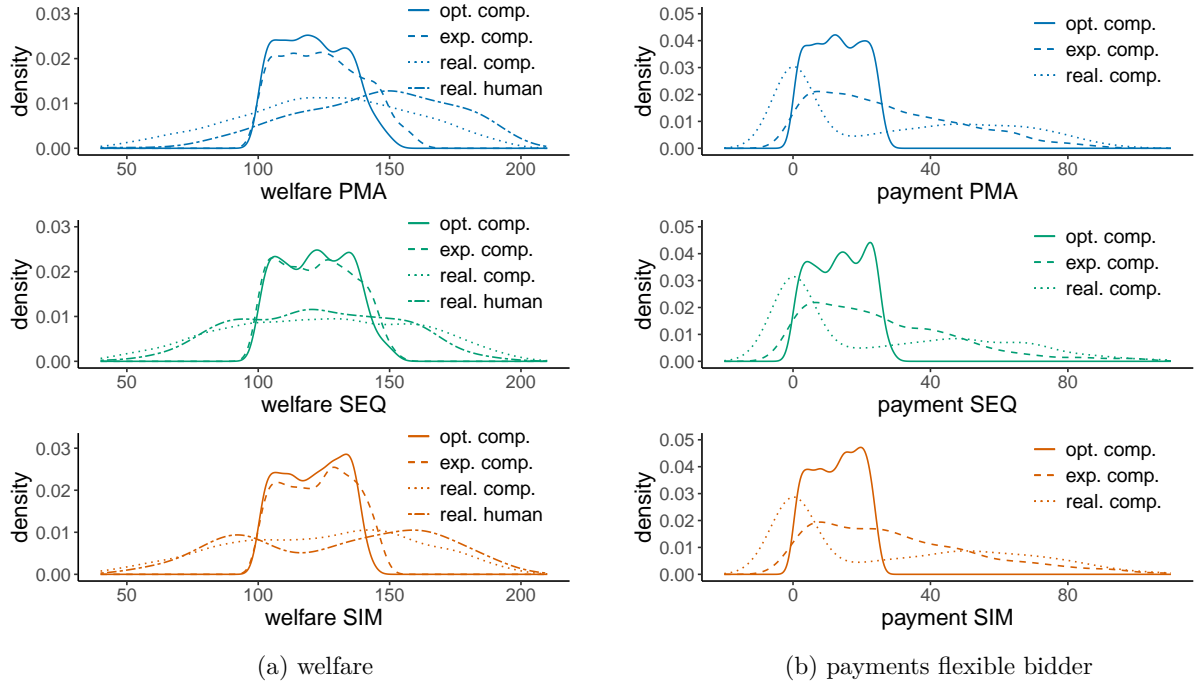 density
0.03
0.02
0.01
0.00
50
100
150
200
welfare PMA
opt. comp.
exp. comp.
real. comp.
real. human
density
0.05
0.04
0.03
0.02
0.01
0.00
0
40
80
payment PMA
opt. comp.
exp. comp.
real. comp.
density
0.03
0.02
0.01
0.00
50
100
150
200
welfare SEQ
opt. comp.
exp. comp.
real. comp.
real. human
density
0.05
0.04
0.03
0.02
0.01
0.00
0
40
80
payment SEQ
opt. comp.
exp. comp.
real. comp.
density
0.03
0.02
0.01
0.00
50
100
150
200
welfare SIM
opt. comp.
exp. comp.
real. comp.
real. human
density
0.05
0.04
0.03
0.02
0.01
0.00
0
40
80
payment SIM
opt. comp.
exp. comp.
real. comp.
(a) welfare
(b) payments flexible bidder